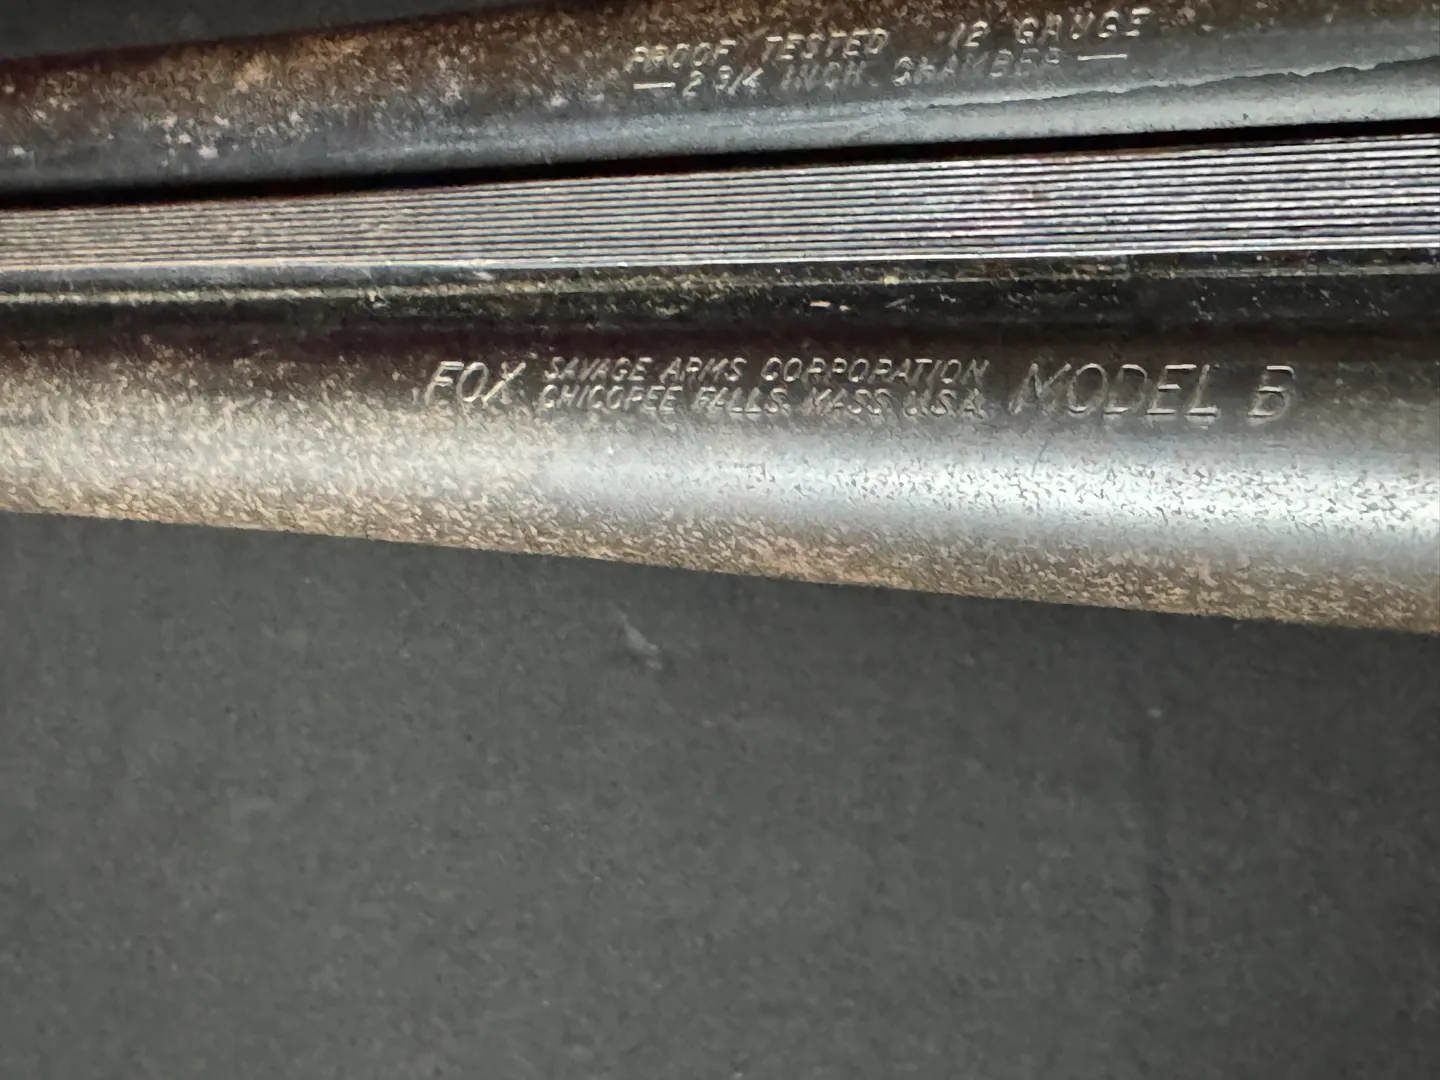 PROOF TESTED 12 GAUGE
— 2 3/4 INCH CHAMBER —
FOX SAVAGE ARMS CORPORATION MODEL B
CHICOPEE FALLS. MASS U.S.A.